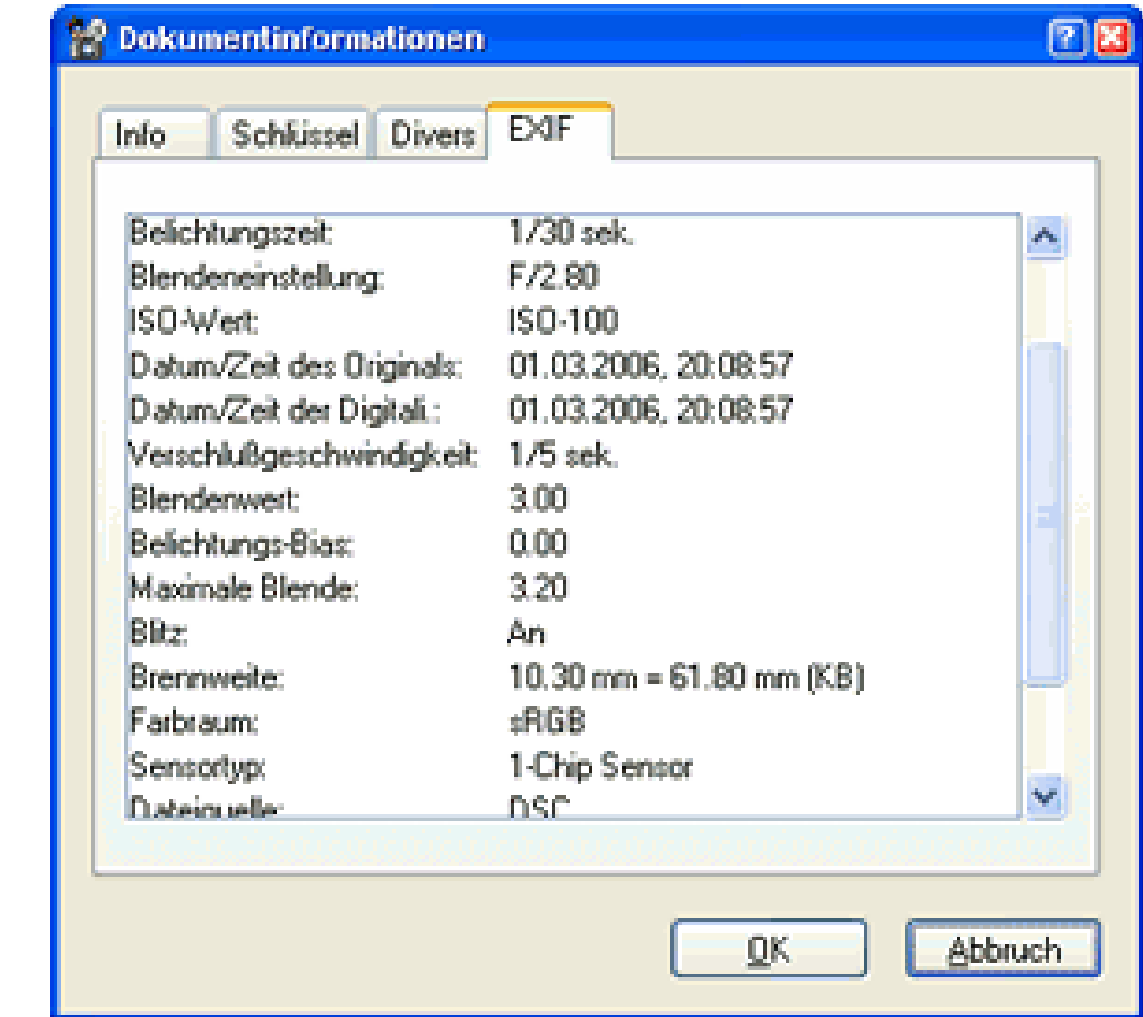 Dokumentinformationen
Info Schlüssel Divers EXIF
Belichtungszeit: 1/30 sek.
Blendeneinstellung: F/2.80
ISO-Wert: ISO-100
Datum/Zeit des Originals: 01.03.2006, 20:08:57
Datum/Zeit der Digitali.: 01.03.2006, 20:08:57
Verschlußgeschwindigkeit: 1/5 sek.
Blendenwert: 3.00
Belichtungs-Bias: 0.00
Maximale Blende: 3.20
Blitz: An
Brennweite: 10.30 mm = 61.80 mm (KB)
Farbraum: sRGB
Sensortyp: 1-Chip Sensor
Dateiquelle: DSC
OK Abbruch